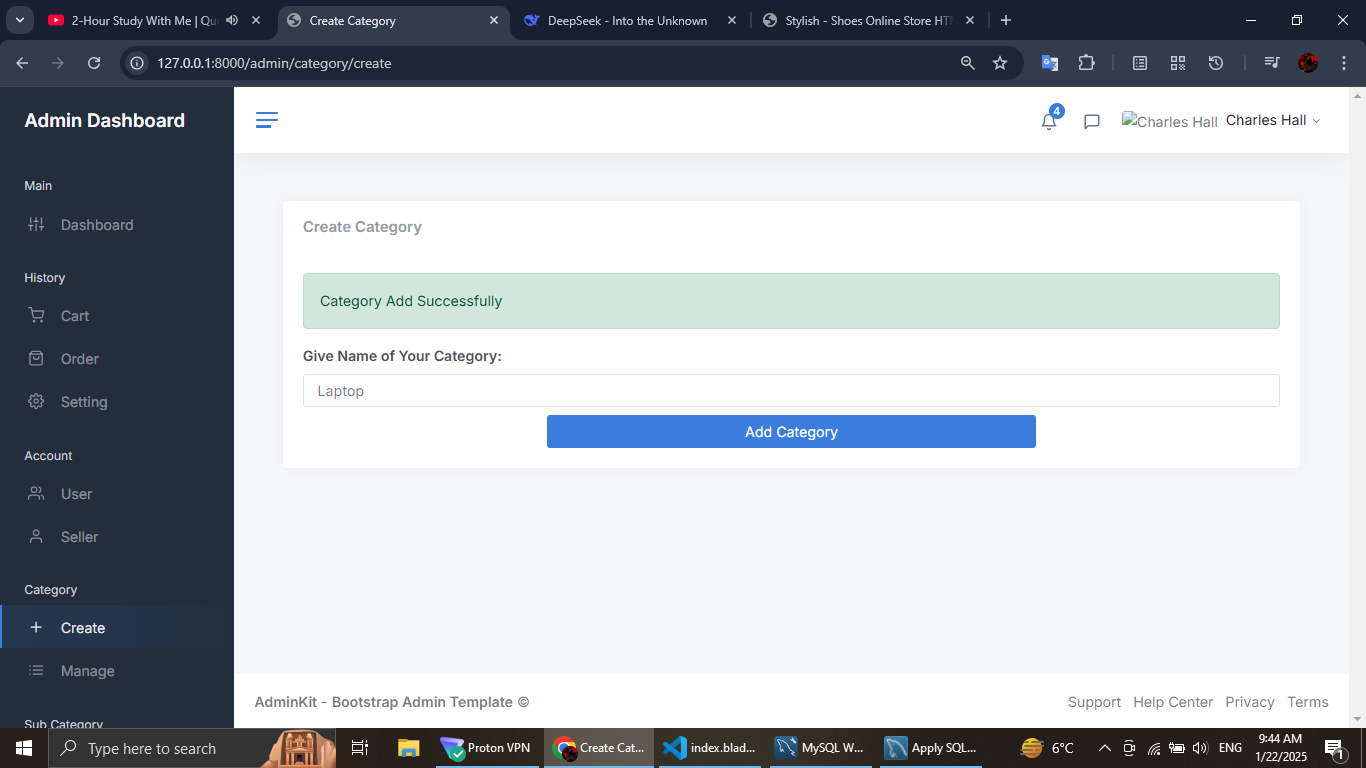 2-Hour Study With Me | Qu
Create Category
DeepSeek - Into the Unknown
Stylish - Shoes Online Store HT
127.0.0.1:8000/admin/category/create
Admin Dashboard
4
Charles Hall
Charles Hall
Main
Dashboard
History
Cart
Order
Setting
Account
User
Seller
Category
Create
Manage
Sub Category
Create Category
Category Add Successfully
Give Name of Your Category:
Laptop
Add Category
AdminKit - Bootstrap Admin Template ©
Support Help Center Privacy Terms
Type here to search
Proton VPN
Create Cat...
index.blad...
MySQL W...
Apply SQL...
6°C
ENG
9:44 AM
1/22/2025
1